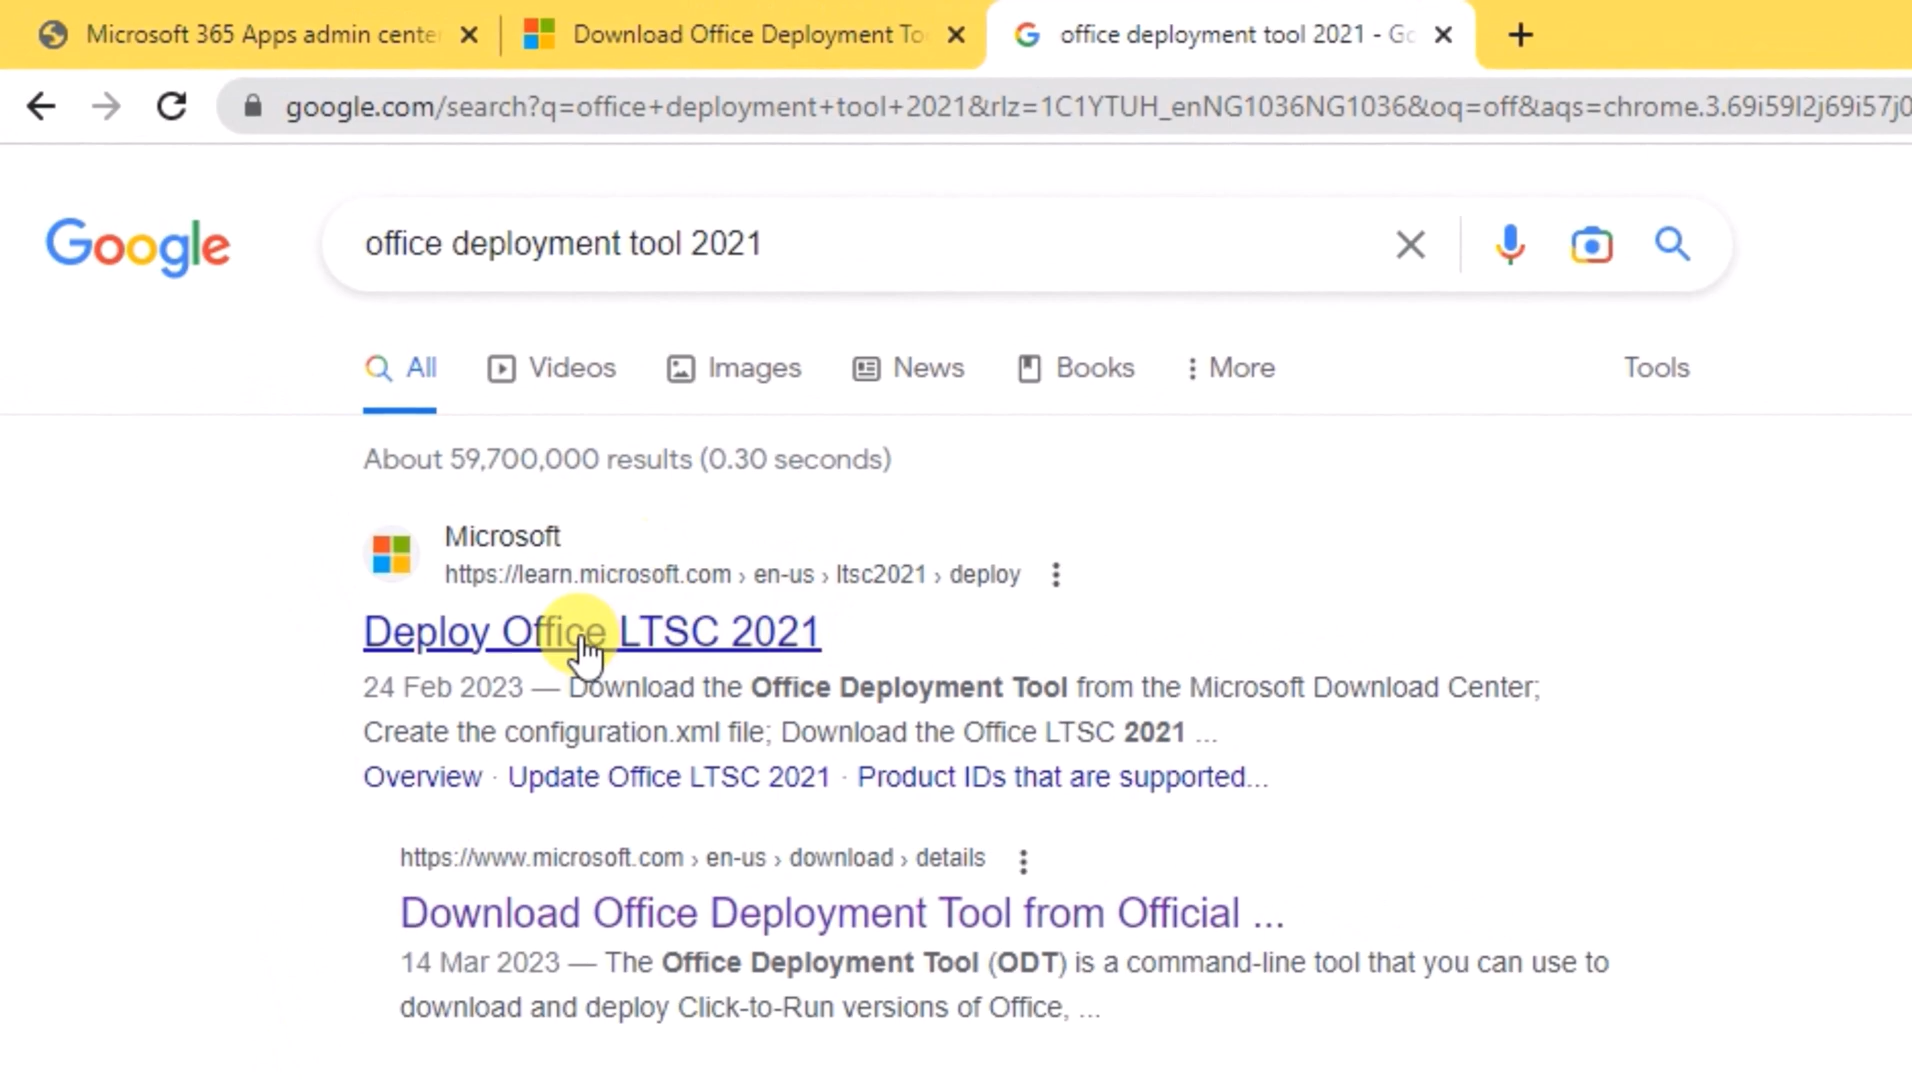 Microsoft 365 Apps admin cente
Download Office Deployment To
office deployment tool 2021 - Go
google.com/search?q=office+deployment+tool+2021&rlz=1C1YTUH_enNG1036NG1036&oq=off&aqs=chrome.3.69i59l2j69i57j0
Google
office deployment tool 2021
All
Videos
Images
News
Books
More
Tools
About 59,700,000 results (0.30 seconds)
Microsoft
https://learn.microsoft.com › en-us › ltsc2021 › deploy
Deploy Office LTSC 2021
24 Feb 2023 — Download the Office Deployment Tool from the Microsoft Download Center;
Create the configuration.xml file; Download the Office LTSC 2021 ...
Overview · Update Office LTSC 2021 · Product IDs that are supported...
https://www.microsoft.com › en-us › download › details
Download Office Deployment Tool from Official ...
14 Mar 2023 — The Office Deployment Tool (ODT) is a command-line tool that you can use to
download and deploy Click-to-Run versions of Office, ...